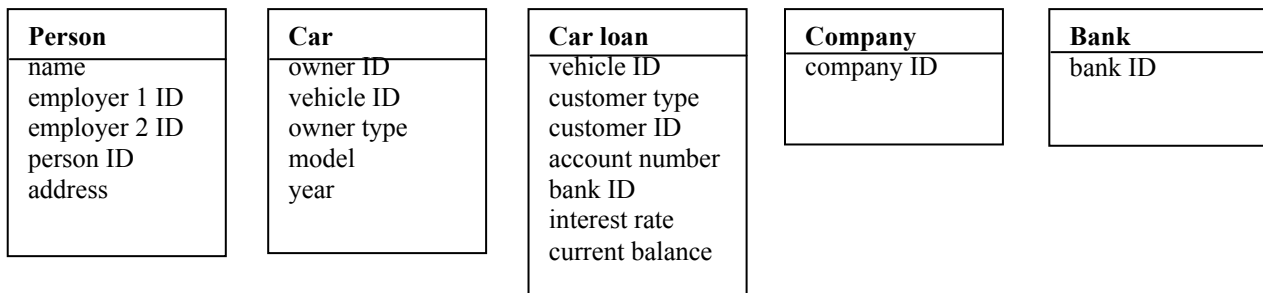 Person
name
employer 1 ID
employer 2 ID
person ID
address
Car
owner ID
vehicle ID
owner type
model
year
Car loan
vehicle ID
customer type
customer ID
account number
bank ID
interest rate
current balance
Company
company ID
Bank
bank ID